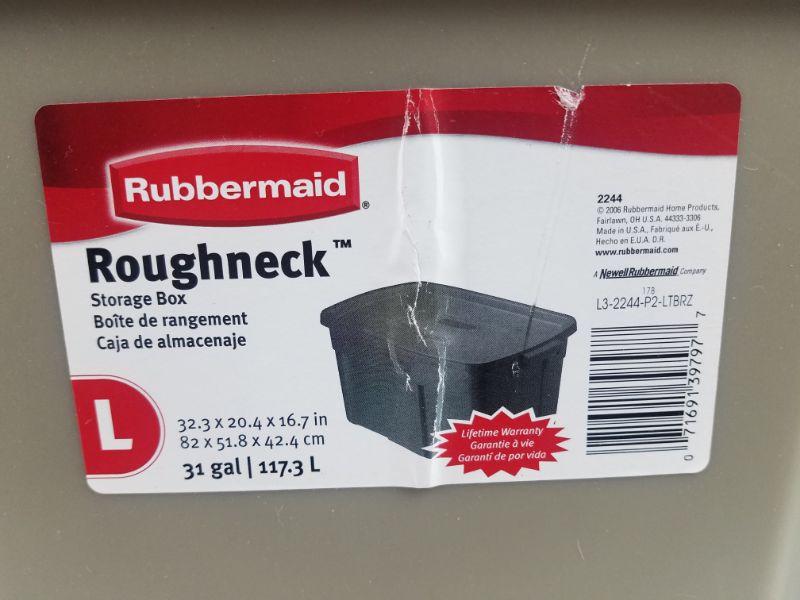 Rubbermaid®
Roughneck™
Storage Box
Boîte de rangement
Caja de almacenaje
L
32.3 x 20.4 x 16.7 in
82 x 51.8 x 42.4 cm
31 gal | 117.3 L
Lifetime Warranty
Garantie à vie
Garantí de por vida
2244
© 2006 Rubbermaid Home Products,
Fairlawn, OH U.S.A. 44333-3306
Made in U.S.A., Fabriqué aux É.-U.,
Hecho en E.U.A. D.R.
www.rubbermaid.com
A NewellRubbermaid Company
178
L3-2244-P2-LTBRZ
0 71691 39797 7